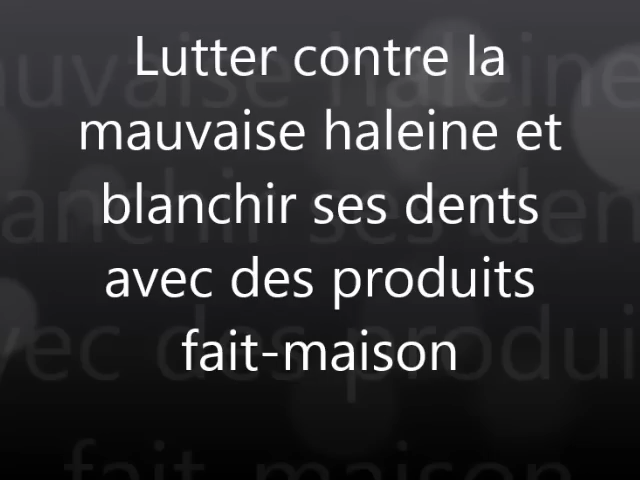 Lutter contre la
mauvaise haleine et
blanchir ses dents
avec des produits
fait-maison